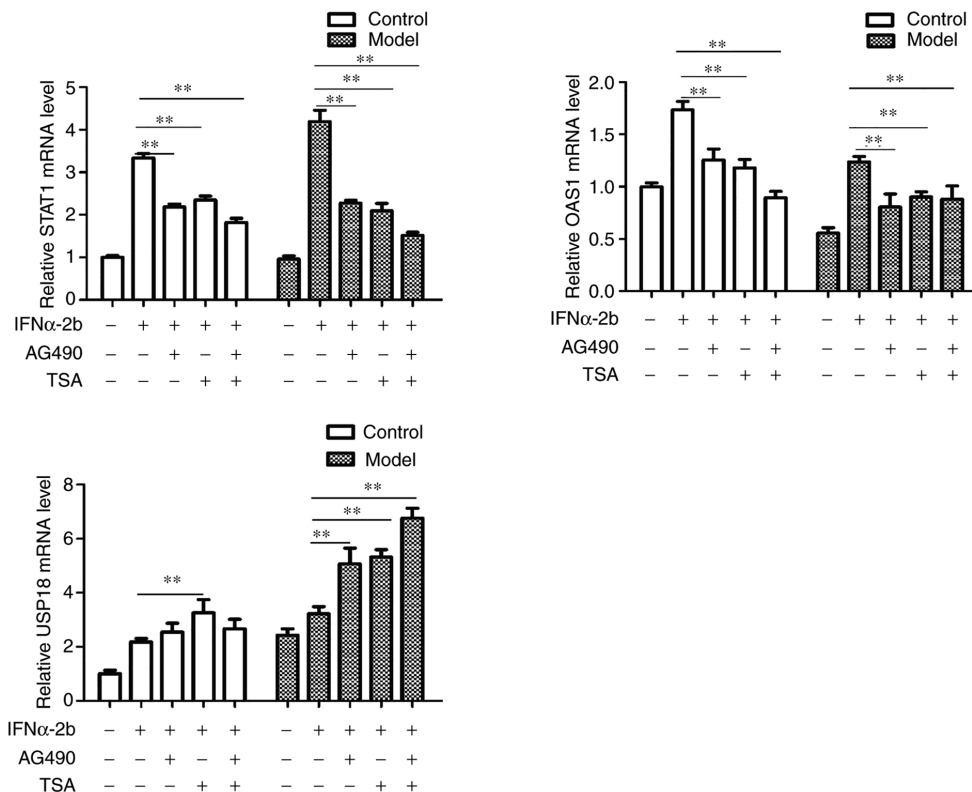 Control
Model
Relative STAT1 mRNA level
5
4
3
2
1
0
** ** ** ** ** **
IFNα-2b – + + + + – + + + +
AG490 – – + – + – – + – +
TSA – – – + + – – – + +
Control
Model
Relative OAS1 mRNA level
2.0
1.5
1.0
0.5
0.0
** ** ** ** ** **
IFNα-2b – + + + + – + + + +
AG490 – – + – + – – + – +
TSA – – – + + – – – + +
Control
Model
Relative USP18 mRNA level
8
6
4
2
0
** ** ** **
IFNα-2b – + + + + – + + + +
AG490 – – + – + – – + – +
TSA – – – + + – – – + +